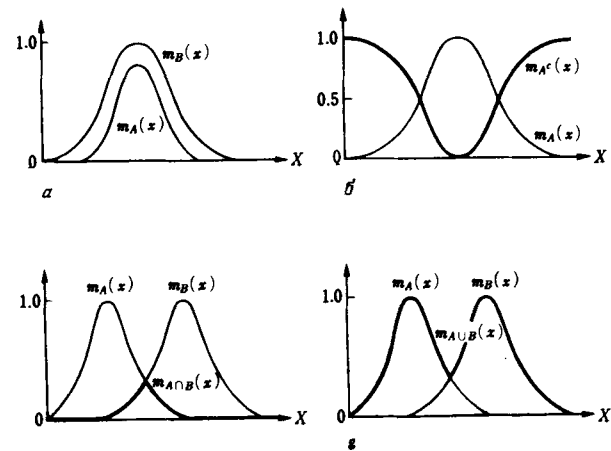 1.0
m_B(x)
m_A(x)
0
X
а
1.0
m_{A^c}(x)
0.5
m_A(x)
0
X
б
m_A(x) m_B(x)
1.0
m_{A∩B}(x)
0
X
m_A(x) m_B(x)
1.0
m_{A∪B}(x)
0
X
г